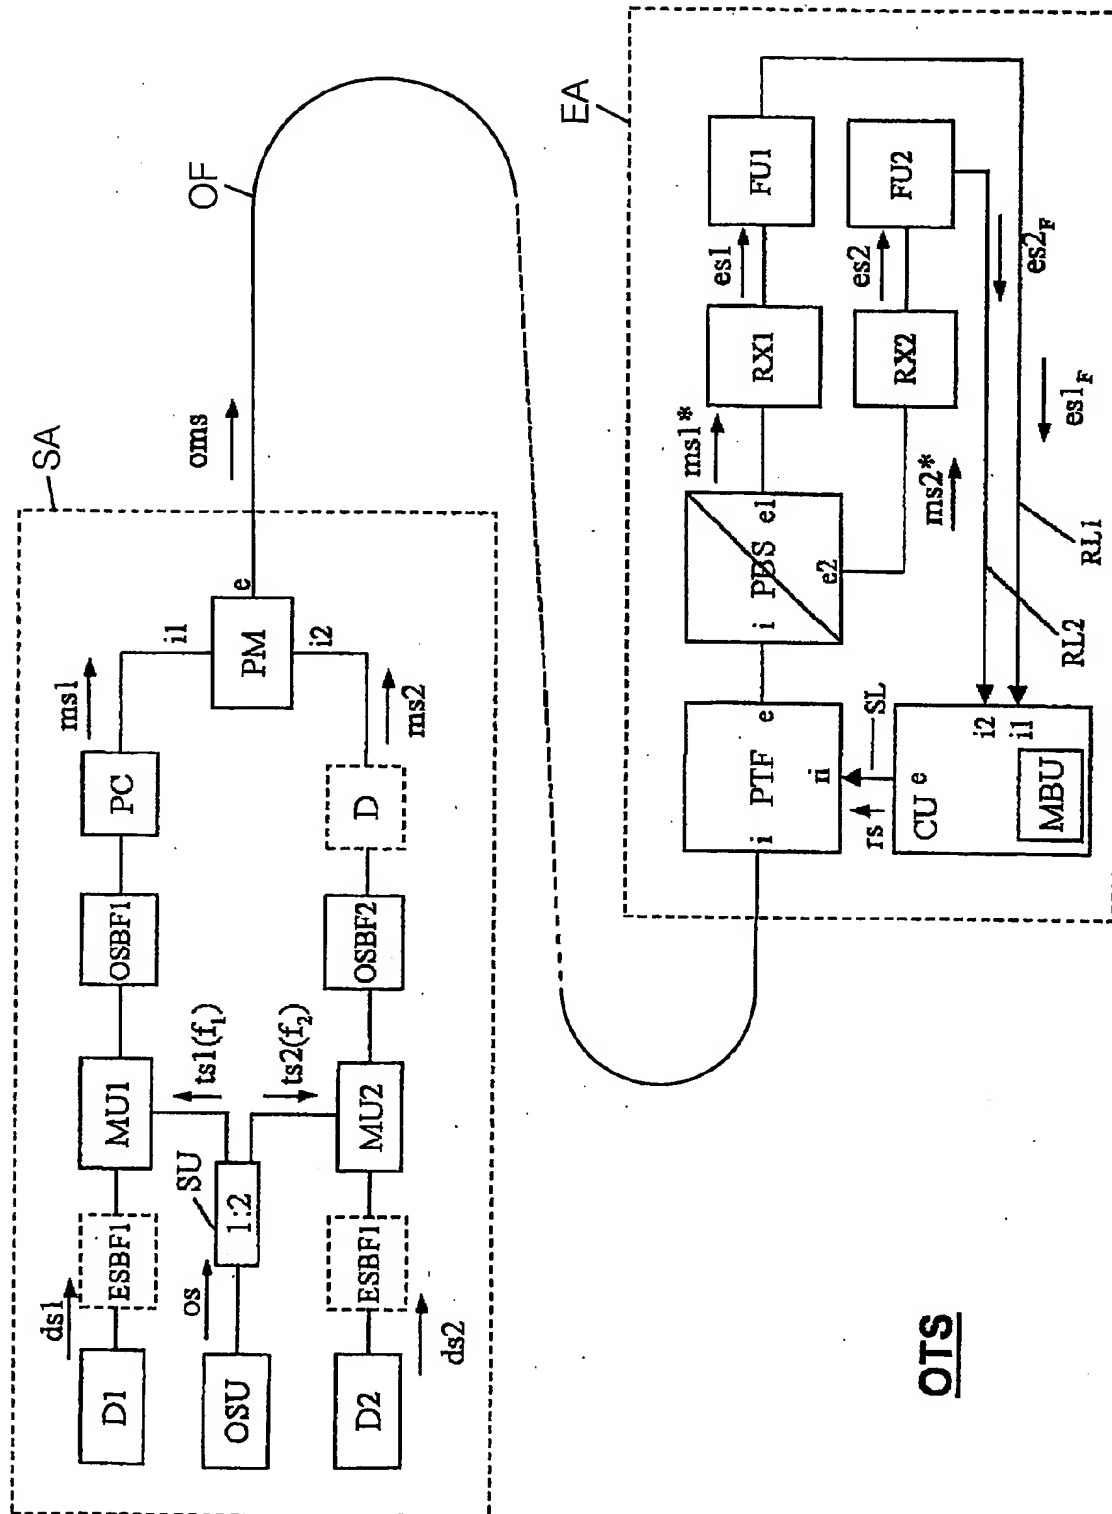 SA
ds1
D1
ESBF1
MU1
OSBF1
PC
ms1
i1
OSU
os
SU
1:2
ts1(f₁)
ts2(f₂)
PM
e
i2
D2
ds2
ESBF1
MU2
OSBF2
D
ms2
oms
OF
EA
i
PTF
e
ii
i
PBS
e1
e2
ms1*
RX1
es1
FU1
ms2*
RX2
es2
FU2
rs
SL
CU
e
MBU
i2
i1
RL2
RL1
es1F
es2F
OTS